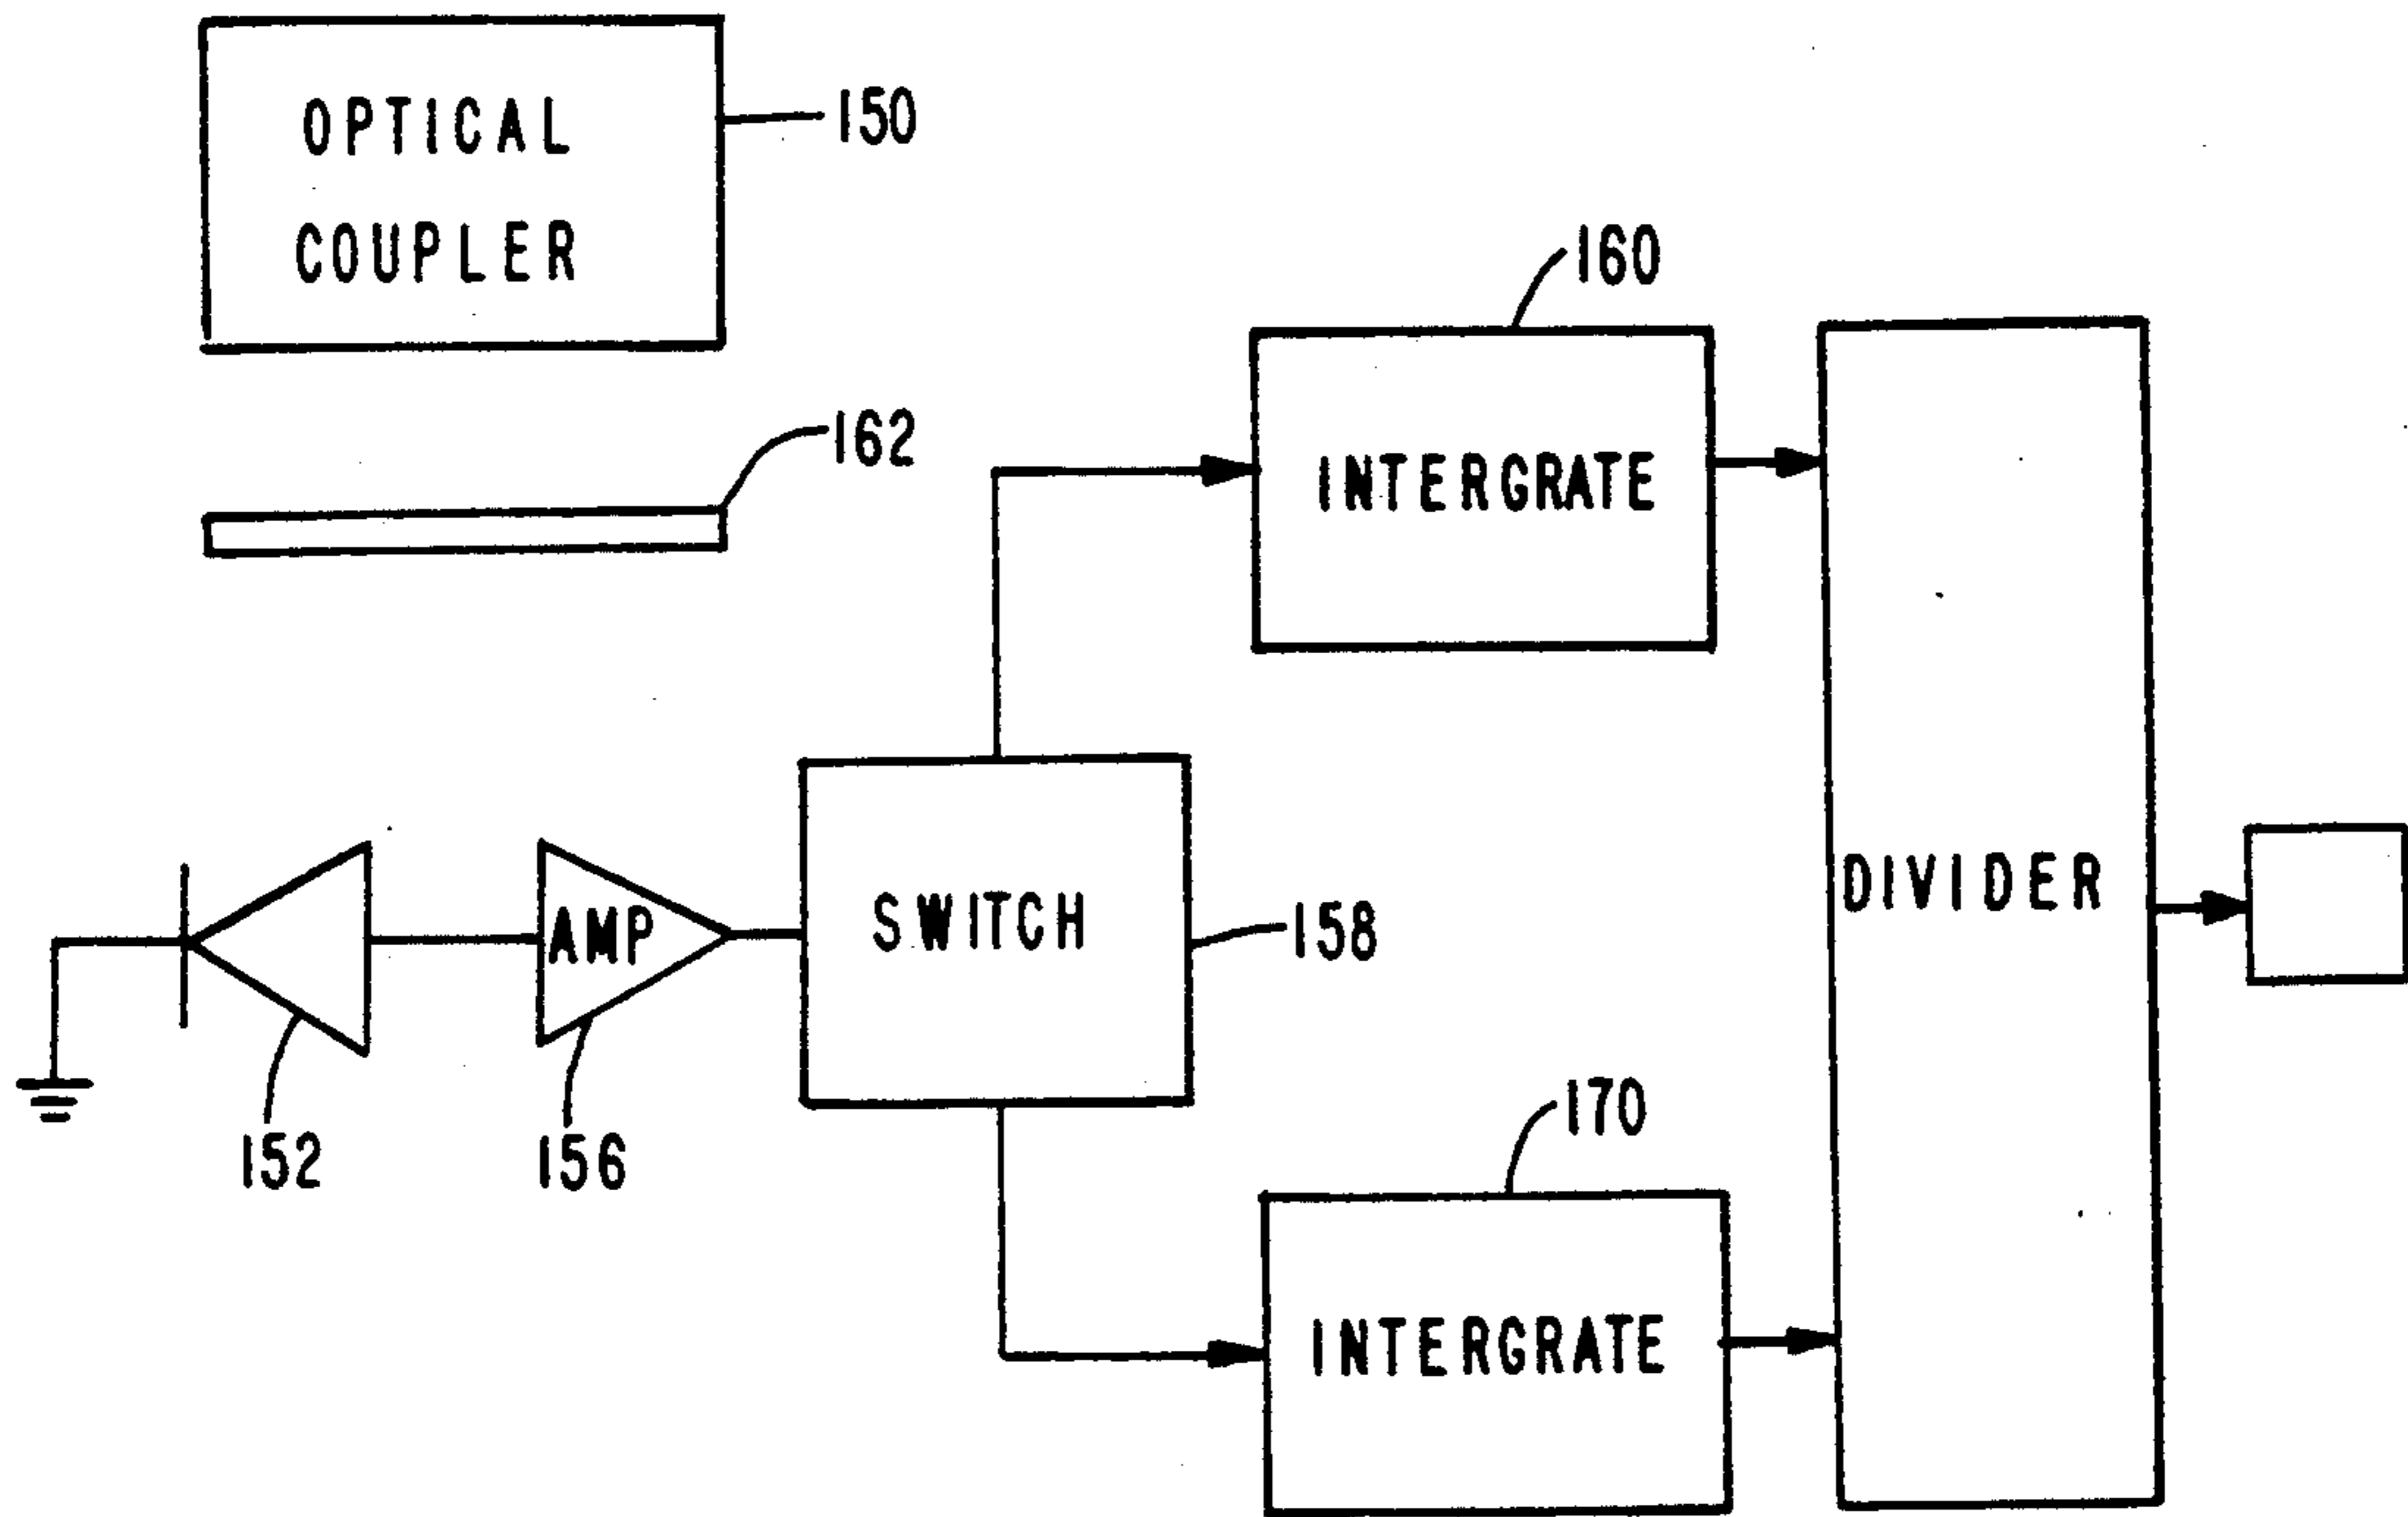 OPTICAL
COUPLER
150
162
160
INTERGRATE
AMP
SWITCH
158
DIVIDER
152
156
170
INTERGRATE